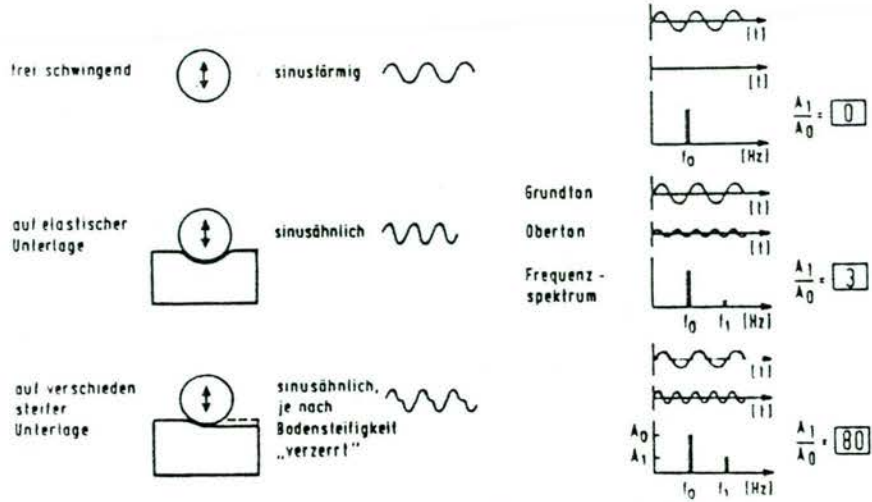 [t]
frei schwingend
sinusförmig
[t]
A1
A0
= 0
f0 [Hz]
Grundton
[t]
auf elastischer
Unterlage
sinusähnlich
Oberton
[t]
Frequenz-
spektrum
A1
A0
= 3
f0 f1 [Hz]
auf verschieden
steifer
Unterlage
sinusähnlich,
je nach
Bodensteifigkeit
„verzerrt"
[t]
[t]
A0
A1
A1
A0
= 80
f0 f1 [Hz]